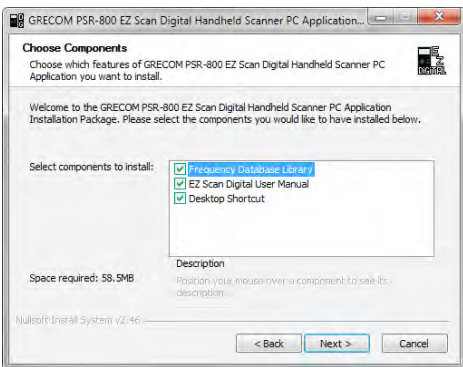 GRECOM PSR-800 EZ Scan Digital Handheld Scanner PC Application...
Choose Components
Choose which features of GRECOM PSR-800 EZ Scan Digital Handheld Scanner PC
Application you want to install.
EZ
DIGITAL
Welcome to the GRECOM PSR-800 EZ Scan Digital Handheld Scanner PC Application
Installation Package. Please select the components you would like to have installed below.
Select components to install:
Frequency Database Library
EZ Scan Digital User Manual
Desktop Shortcut
Space required: 58.5MB
Description
Position your mouse over a component to see its
description.
Nullsoft Install System v2.46
< Back
Next >
Cancel